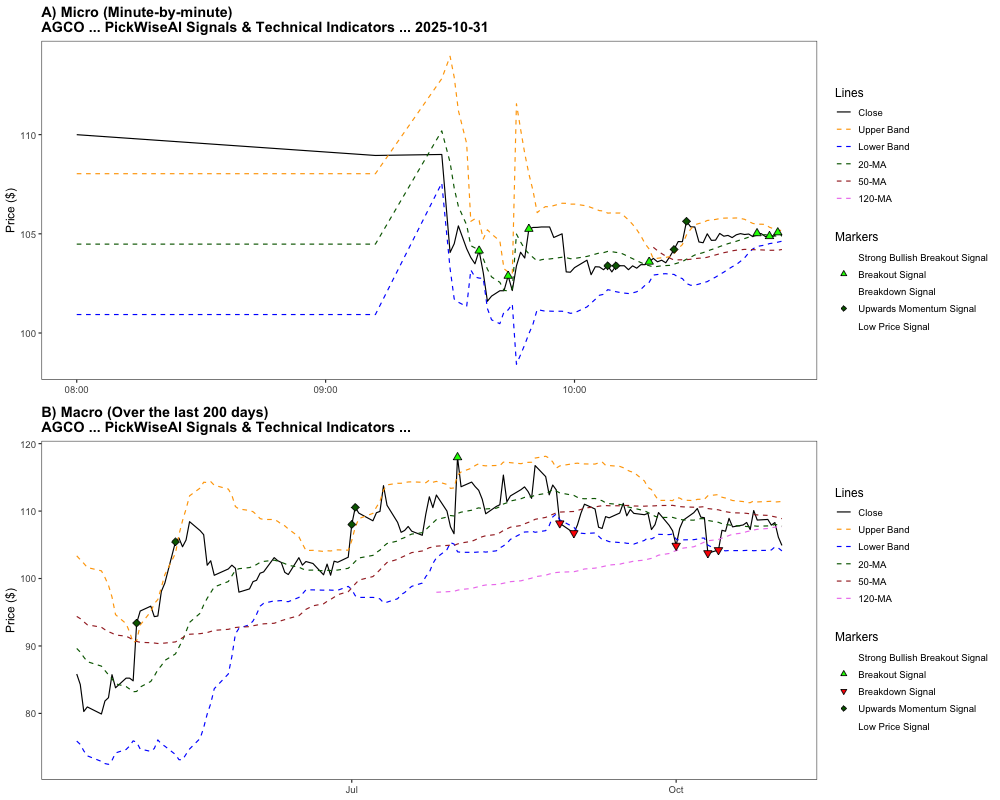 A) Micro (Minute-by-minute)
AGCO ... PickWiseAI Signals & Technical Indicators ... 2025-10-31
Price ($)
110
105
100
08:00
09:00
10:00
Lines
Close
Upper Band
Lower Band
20-MA
50-MA
120-MA
Markers
Strong Bullish Breakout Signal
Breakout Signal
Breakdown Signal
Upwards Momentum Signal
Low Price Signal
B) Macro (Over the last 200 days)
AGCO ... PickWiseAI Signals & Technical Indicators ...
Price ($)
120
110
100
90
80
Jul
Oct
Lines
Close
Upper Band
Lower Band
20-MA
50-MA
120-MA
Markers
Strong Bullish Breakout Signal
Breakout Signal
Breakdown Signal
Upwards Momentum Signal
Low Price Signal